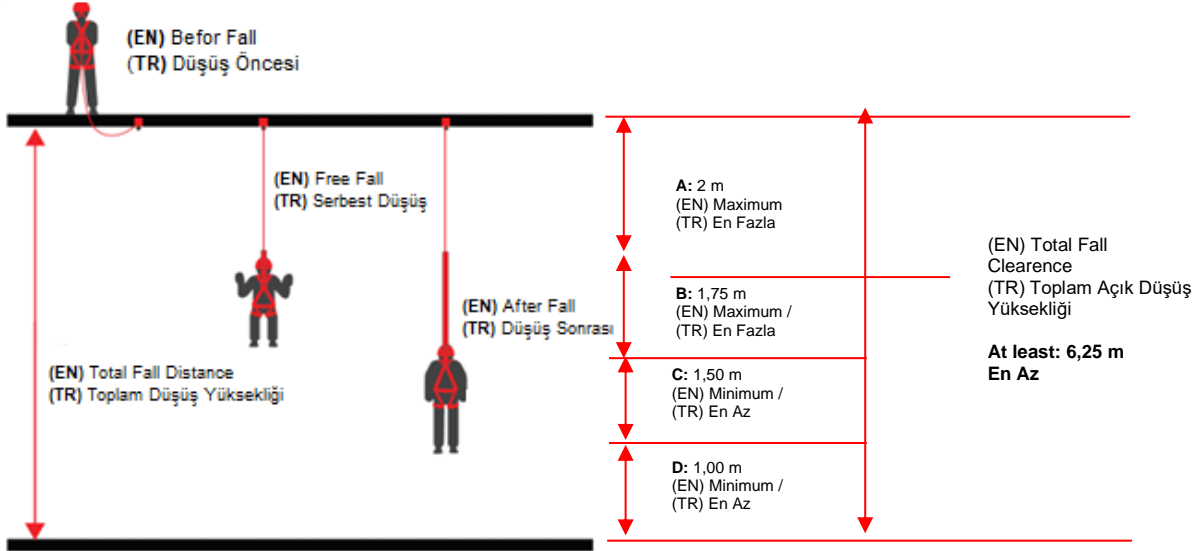 (EN) Befor Fall
(TR) Düşüş Öncesi
(EN) Free Fall
(TR) Serbest Düşüş
(EN) After Fall
(TR) Düşüş Sonrası
(EN) Total Fall Distance
(TR) Toplam Düşüş Yüksekliği
A: 2 m
(EN) Maximum
(TR) En Fazla
B: 1,75 m
(EN) Maximum /
(TR) En Fazla
C: 1,50 m
(EN) Minimum /
(TR) En Az
D: 1,00 m
(EN) Minimum /
(TR) En Az
(EN) Total Fall
Clearence
(TR) Toplam Açık Düşüş
Yüksekliği
At least: 6,25 m
En Az